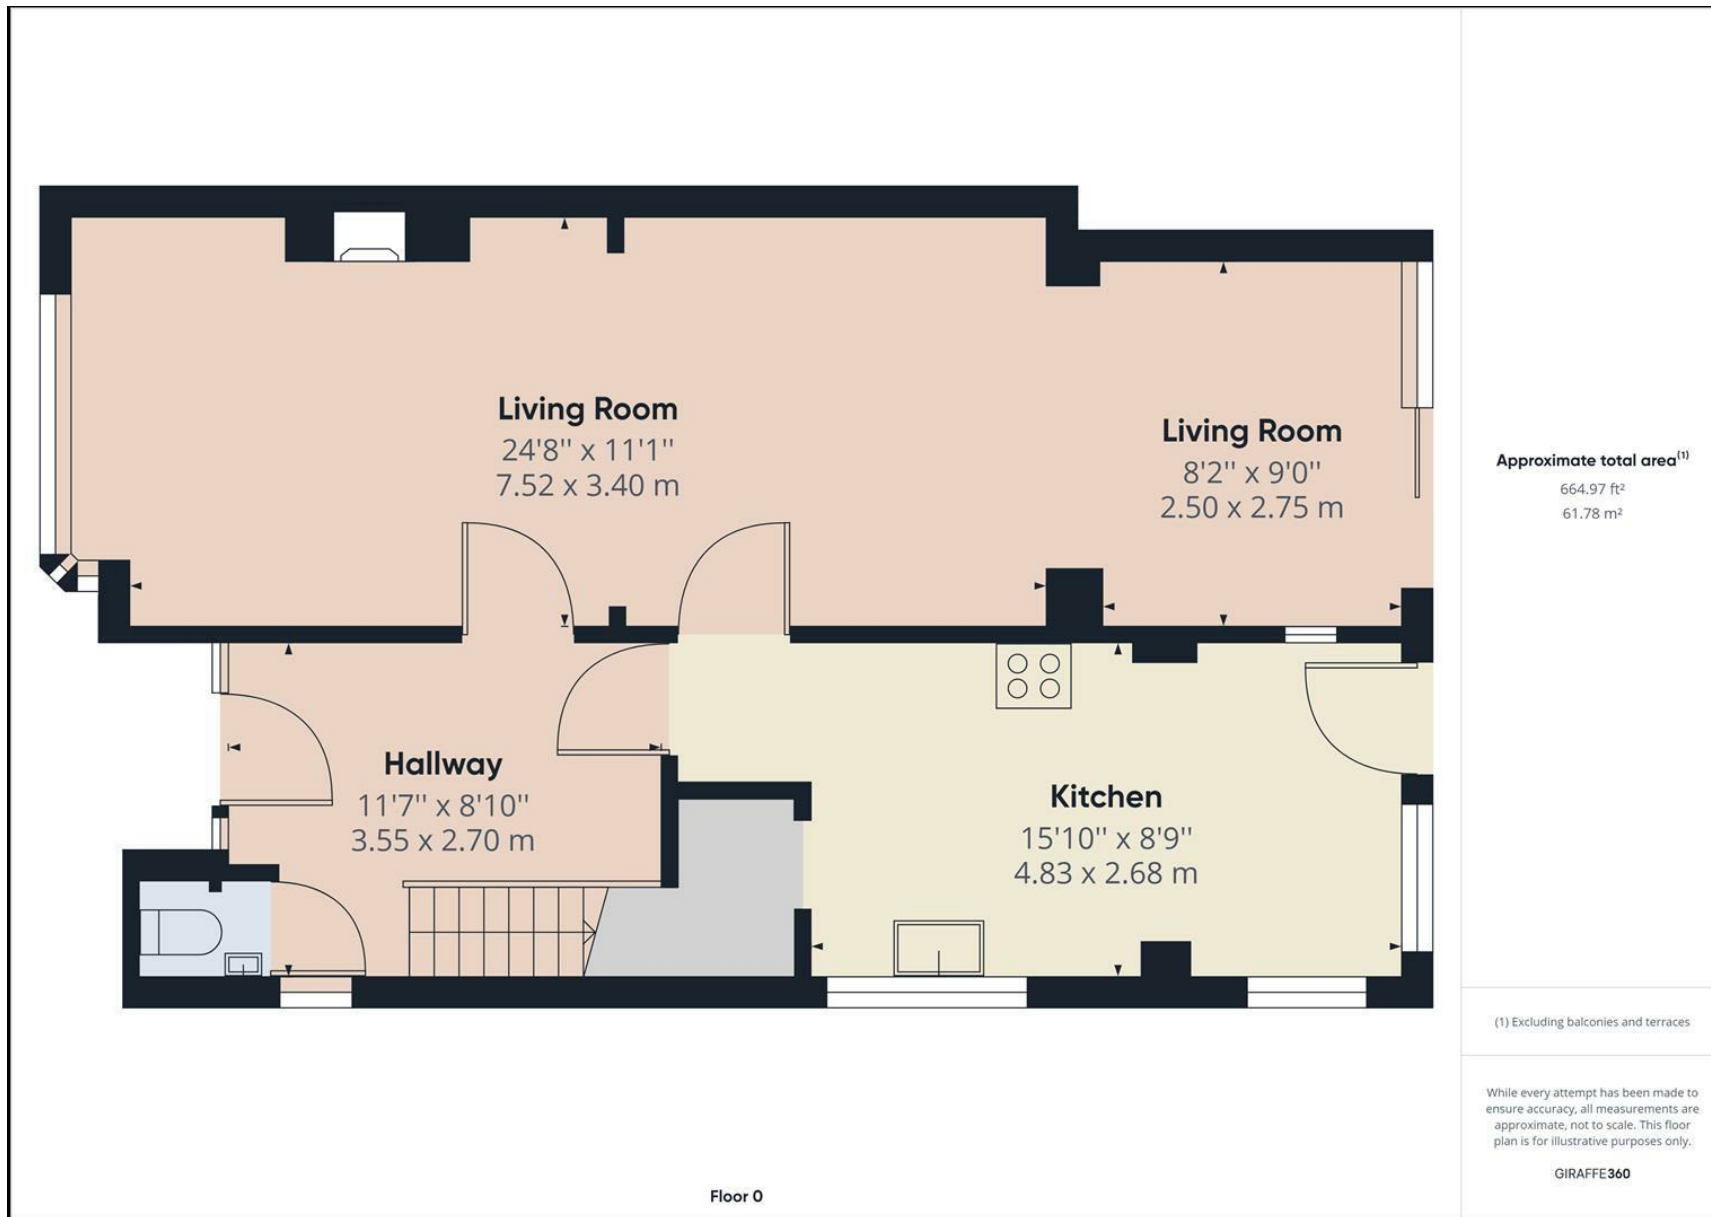 Living Room
24'8'' x 11'1''
7.52 x 3.40 m
Living Room
8'2'' x 9'0''
2.50 x 2.75 m
Hallway
11'7'' x 8'10''
3.55 x 2.70 m
Kitchen
15'10'' x 8'9''
4.83 x 2.68 m
Floor 0
Approximate total area(1)
664.97 ft²
61.78 m²
(1) Excluding balconies and terraces
While every attempt has been made to
ensure accuracy, all measurements are
approximate, not to scale. This floor
plan is for illustrative purposes only.
GIRAFFE360